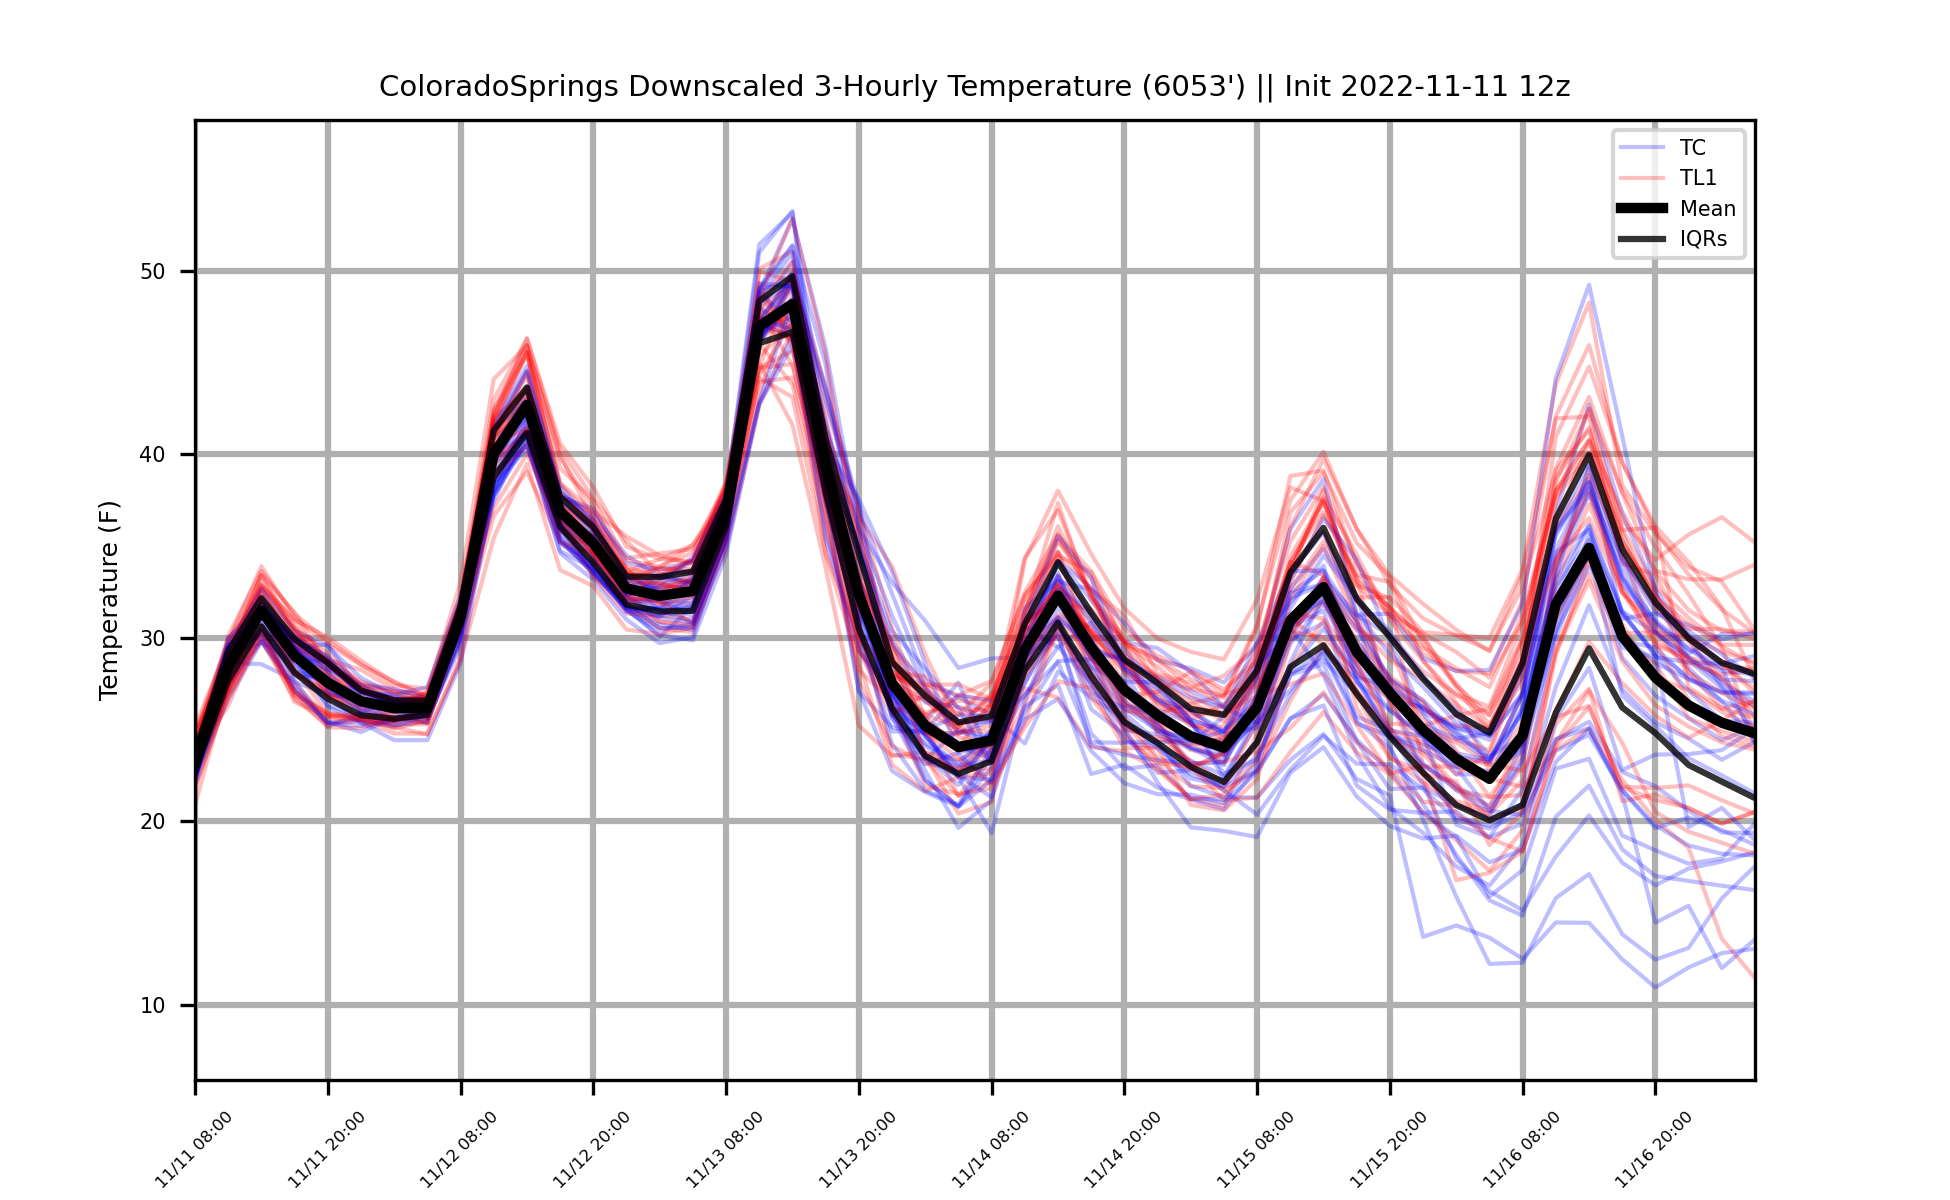 ColoradoSprings Downscaled 3-Hourly Temperature (6053') || Init 2022-11-11 12z
TC
TL1
Mean
IQRs
Temperature (F)
50
40
30
20
10
11/11 08:00
11/11 20:00
11/12 08:00
11/12 20:00
11/13 08:00
11/13 20:00
11/14 08:00
11/14 20:00
11/15 08:00
11/15 20:00
11/16 08:00
11/16 20:00